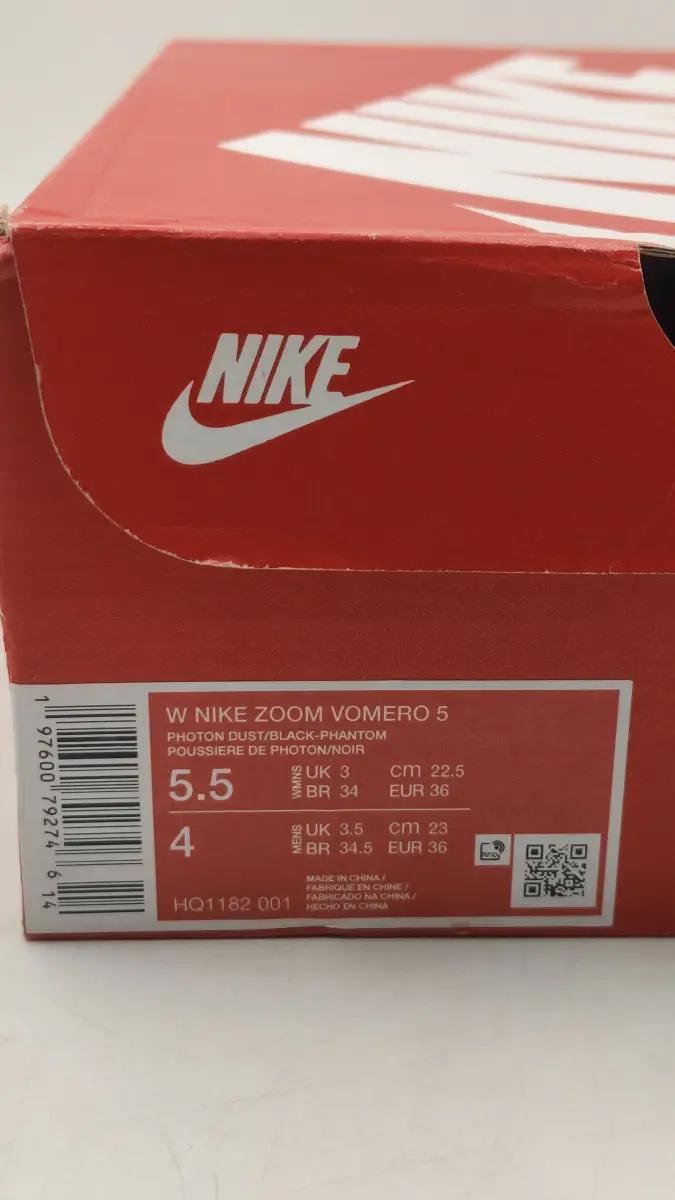 NIKE
NIKE
W NIKE ZOOM VOMERO 5
PHOTON DUST/BLACK-PHANTOM
POUSSIERE DE PHOTON/NOIR
5.5 WMNS UK 3 cm 22.5
BR 34 EUR 36
4 MENS UK 3.5 cm 23
BR 34.5 EUR 36
HQ1182 001
MADE IN CHINA /
FABRIQUE EN CHINE /
FABRICADO NA CHINA /
HECHO EN CHINA
RFID
1 97600 79274 6 14